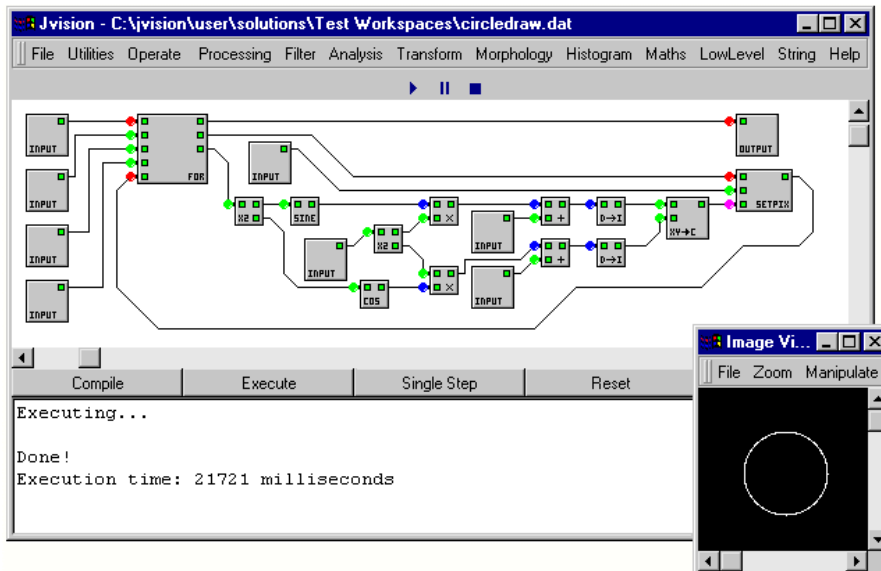 Jvision - C:\jvision\user\solutions\Test Workspaces\circledraw.dat
File Utilities Operate Processing Filter Analysis Transform Morphology Histogram Maths LowLevel String Help
INPUT
OUTPUT
FOR
INPUT
INPUT
SETPIX
X2
SINE
X
INPUT
+
D→I
XY→C
INPUT
INPUT
X2
+
D→I
INPUT
COS
X
INPUT
Compile Execute Single Step Reset
Image Vi...
File Zoom Manipulate
Executing...
Done!
Execution time: 21721 milliseconds